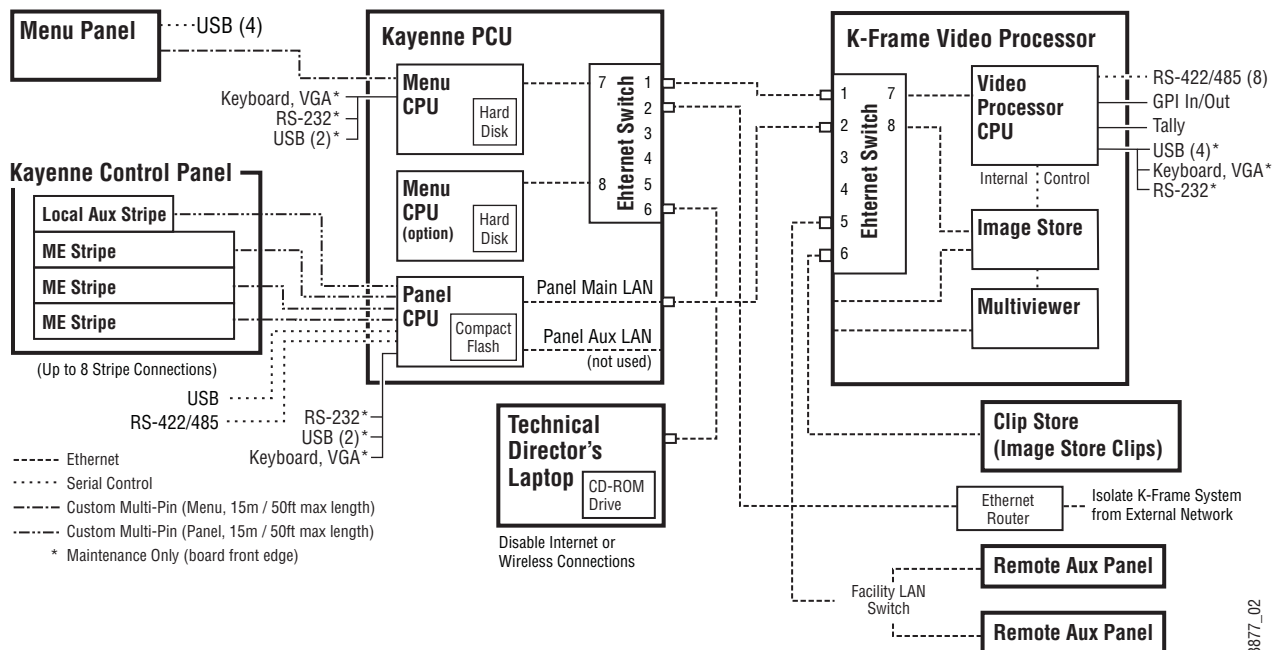 Menu Panel
USB (4)
Kayenne PCU
Menu
CPU
Hard
Disk
Keyboard, VGA*
RS-232*
USB (2)*
Menu
CPU
(option)
Hard
Disk
7
8
Ehternet Switch
1
2
3
4
5
6
Kayenne Control Panel
Local Aux Stripe
ME Stripe
ME Stripe
ME Stripe
(Up to 8 Stripe Connections)
Panel
CPU
Compact
Flash
Panel Main LAN
Panel Aux LAN
(not used)
USB
RS-422/485
RS-232*
USB (2)*
Keyboard, VGA*
Ethernet
Serial Control
Custom Multi-Pin (Menu, 15m / 50ft max length)
Custom Multi-Pin (Panel, 15m / 50ft max length)
* Maintenance Only (board front edge)
Technical
Director's
Laptop
CD-ROM
Drive
Disable Internet or
Wireless Connections
K-Frame Video Processor
1
2
3
4
5
6
Ehternet Switch
7
8
Video
Processor
CPU
Internal Control
Image Store
Multiviewer
RS-422/485 (8)
GPI In/Out
Tally
USB (4)*
Keyboard, VGA*
RS-232*
Clip Store
(Image Store Clips)
Ethernet
Router
Isolate K-Frame System
from External Network
Remote Aux Panel
Facility LAN
Switch
Remote Aux Panel